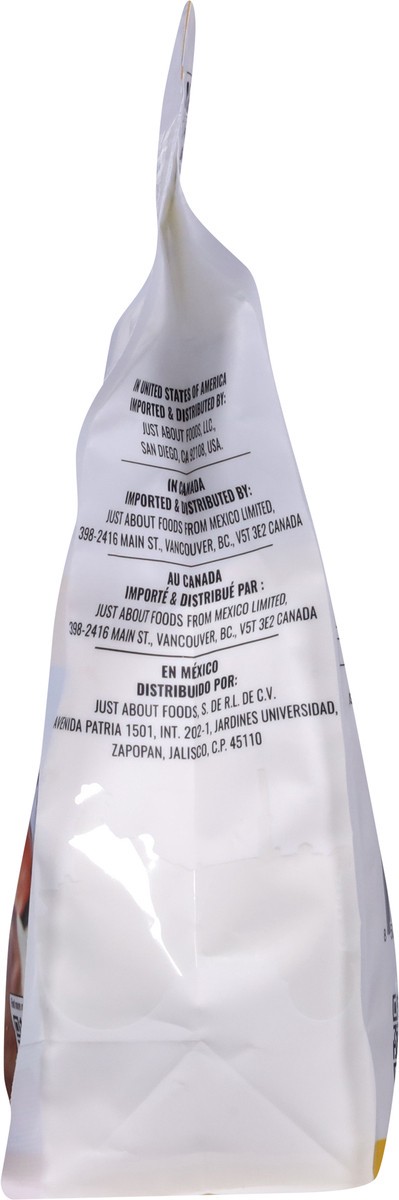 IN UNITED STATES OF AMERICA
IMPORTED & DISTRIBUTED BY:
JUST ABOUT FOODS, LLC,
SAN DIEGO, CA 92108, USA.
IN CANADA
IMPORTED & DISTRIBUTED BY:
JUST ABOUT FOODS FROM MEXICO LIMITED,
398-2416 MAIN ST., VANCOUVER, BC., V5T 3E2 CANADA
AU CANADA
IMPORTÉ & DISTRIBUÉ PAR :
JUST ABOUT FOODS FROM MEXICO LIMITED,
398-2416 MAIN ST., VANCOUVER, BC., V5T 3E2 CANADA
EN MÉXICO
DISTRIBUIDO POR:
JUST ABOUT FOODS, S. DE R.L. DE C.V.
AVENIDA PATRIA 1501, INT. 202-1, JARDINES UNIVERSIDAD,
ZAPOPAN, JALISCO, C.P. 45110